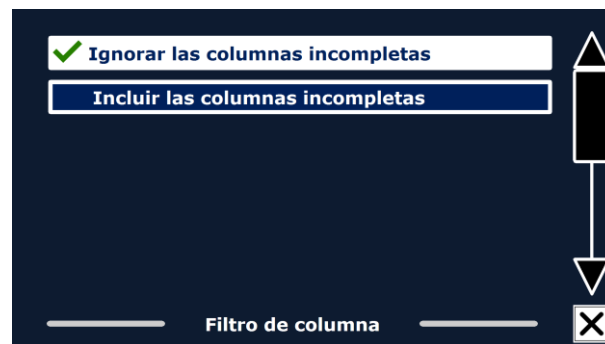 Ignorar las columnas incompletas
Incluir las columnas incompletas
Filtro de columna